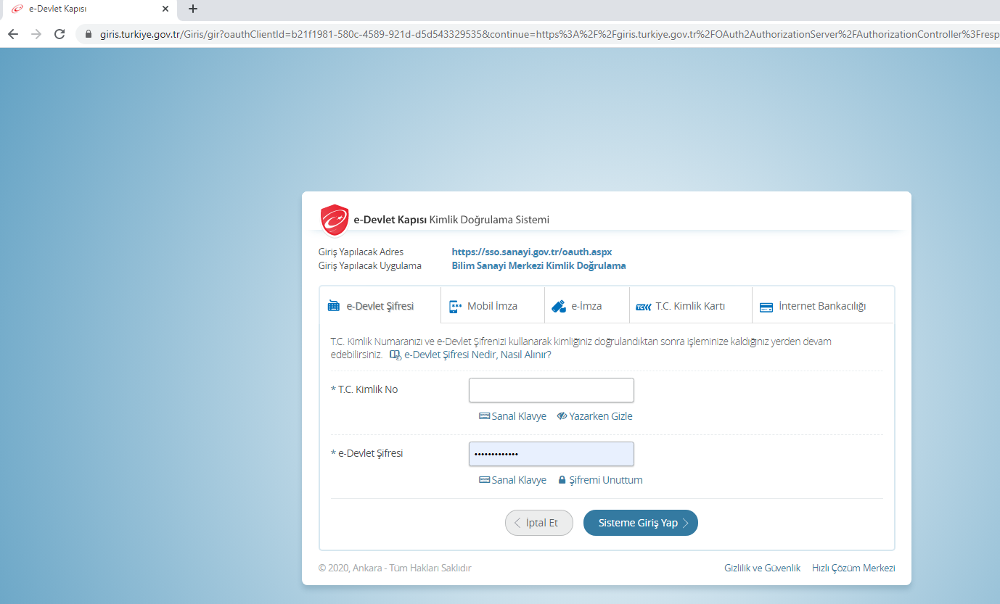 e-Devlet Kapısı
giris.turkiye.gov.tr/Giris/gir?oauthClientId=b21f1981-580c-4589-921d-d5d543329535&continue=https%3A%2F%2Fgiris.turkiye.gov.tr%2FOAuth2AuthorizationServer%2FAuthorizationController%3Fresp
e-Devlet Kapısı Kimlik Doğrulama Sistemi
Giriş Yapılacak Adres https://sso.sanayi.gov.tr/oauth.aspx
Giriş Yapılacak Uygulama Bilim Sanayi Merkezi Kimlik Doğrulama
e-Devlet Şifresi Mobil İmza e-İmza T.C. Kimlik Kartı İnternet Bankacılığı
T.C. Kimlik Numaranızı ve e-Devlet Şifrenizi kullanarak kimliğiniz doğrulandıktan sonra işleminize kaldığınız yerden devam
edebilirsiniz. e-Devlet Şifresi Nedir, Nasıl Alınır?
* T.C. Kimlik No
Sanal Klavye Yazarken Gizle
* e-Devlet Şifresi •••••••••••••
Sanal Klavye Şifremi Unuttum
İptal Et Sisteme Giriş Yap
© 2020, Ankara - Tüm Hakları Saklıdır Gizlilik ve Güvenlik Hızlı Çözüm Merkezi